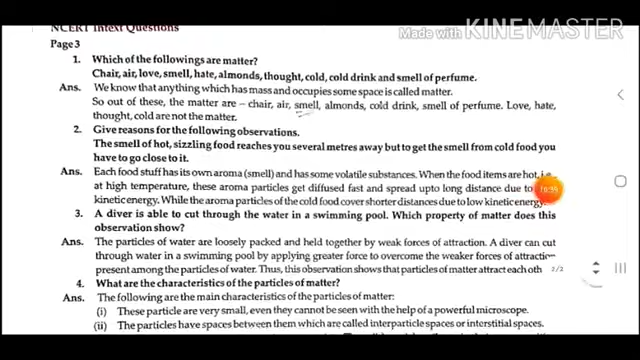 NCERT Intext Questions
Made with KINEMASTER
Page 3
1. Which of the followings are matter?
Chair, air, love, smell, hate, almonds, thought, cold, cold drink and smell of perfume.
Ans. We know that anything which has mass and occupies some space is called matter.
So out of these, the matter are – chair, air, smell, almonds, cold drink, smell of perfume. Love, hate,
thought, cold are not the matter.
2. Give reasons for the following observations.
The smell of hot, sizzling food reaches you several metres away but to get the smell from cold food you
have to go close to it.
Ans. Each food stuff has its own aroma (smell) and has some volatile substances. When the food items are hot, i.e.
at high temperature, these aroma particles get diffused fast and spread upto long distance due to
kinetic energy. While the aroma particles of the cold food cover shorter distances due to low kinetic energy.
3. A diver is able to cut through the water in a swimming pool. Which property of matter does this
observation show?
Ans. The particles of water are loosely packed and held together by weak forces of attraction. A diver can cut
through water in a swimming pool by applying greater force to overcome the weaker forces of attraction
present among the particles of water. Thus, this observation shows that particles of matter attract each oth
2/2
4. What are the characteristics of the particles of matter?
Ans. The following are the main characteristics of the particles of matter:
(i) These particle are very small, even they cannot be seen with the help of a powerful microscope.
(ii) The particles have spaces between them which are called interparticle spaces or interstitial spaces.